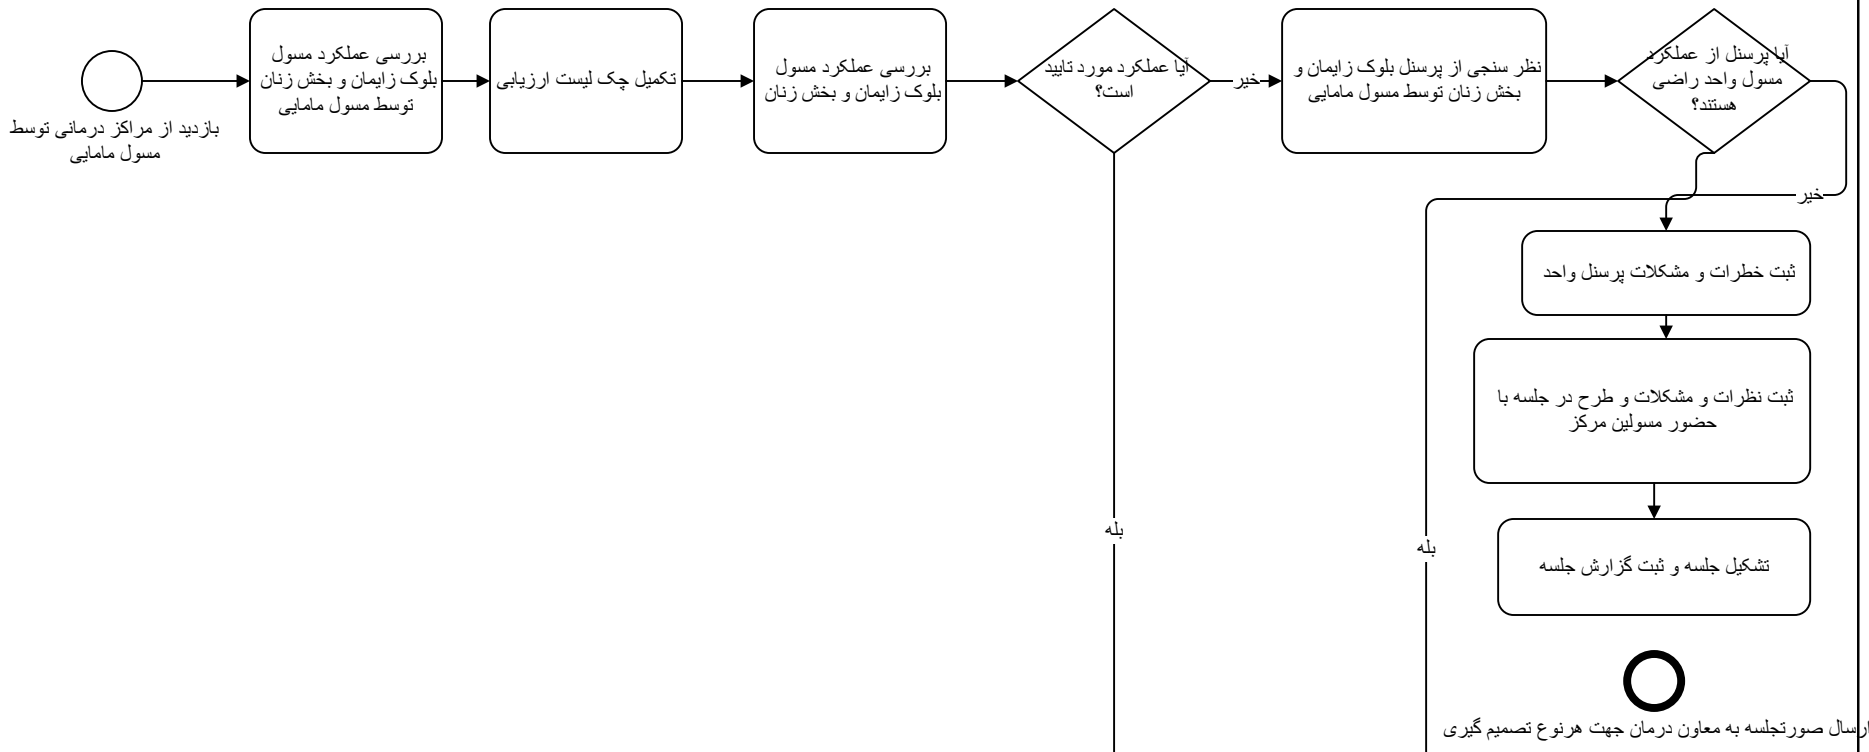 بازدید از مراکز درمانی توسط
مسول مامایی
بررسی عملکرد مسول
بلوک زایمان و بخش زنان
توسط مسول مامایی
تکمیل چک لیست ارزیابی
بررسی عملکرد مسول
بلوک زایمان و بخش زنان
آیا عملکرد مورد تایید
است؟
خیر
نظر سنجی از پرسنل بلوک زایمان و
بخش زنان توسط مسول مامایی
آیا پرسنل از عملکرد
مسول واحد راضی
هستند؟
خیر
ثبت خطرات و مشکلات پرسنل واحد
ثبت نظرات و مشکلات و طرح در جلسه با
حضور مسولین مرکز
بله
بله
تشکیل جلسه و ثبت گزارش جلسه
ارسال صورتجلسه به معاون درمان جهت هرنوع تصمیم گیری